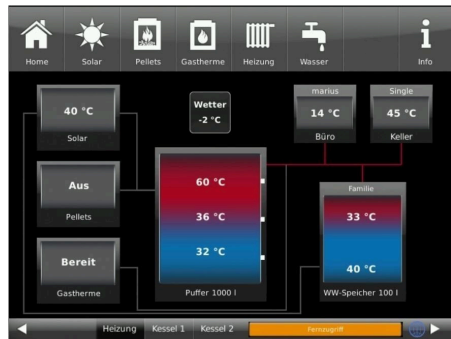 Home
Solar
Pellets
Gastherme
Heizung
Wasser
Info
40 °C
Solar
Wetter
-2 °C
marius
14 °C
Büro
Single
45 °C
Keller
Aus
Pellets
60 °C
36 °C
32 °C
Puffer 1000 l
Familie
33 °C
40 °C
WW-Speicher 100 l
Bereit
Gastherme
Heizung
Kessel 1
Kessel 2
Fernzugriff